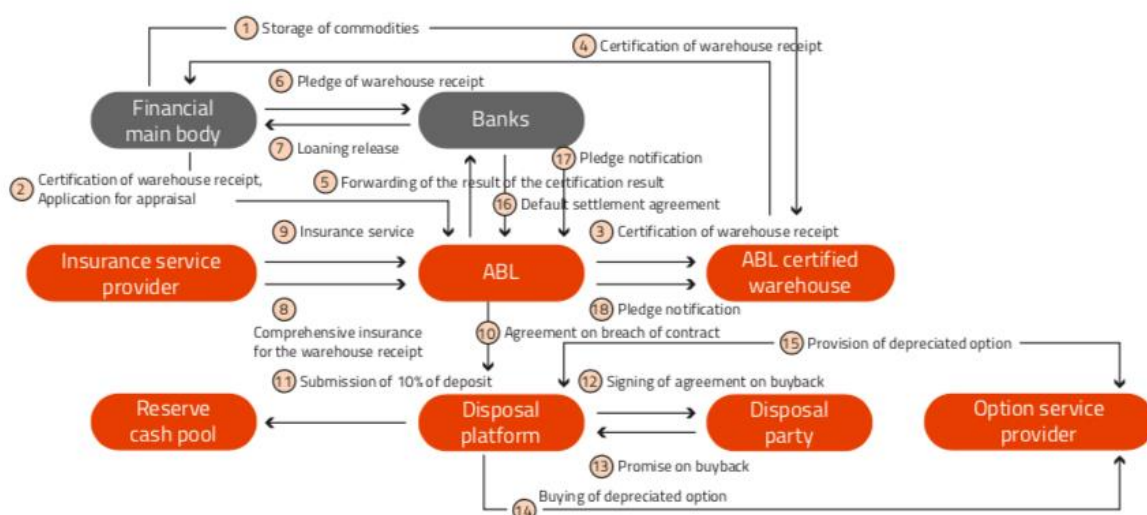 1 Storage of commodities
4 Certification of warehouse receipt
6 Pledge of warehouse receipt
Financial
main body
Banks
7 Loaning release
17 Pledge notification
2 Certification of warehouse receipt,
Application for appraisal
5 Forwarding of the result of the certification result
16 Default settlement agreement
9 Insurance service
3 Certification of warehouse receipt
Insurance service
provider
ABL
ABL certified
warehouse
8
Comprehensive insurance
for the warehouse receipt
18 Pledge notification
10 Agreement on breach of contract
15 Provision of depreciated option
11 Submission of 10% of deposit
12 Signing of agreement on buyback
Reserve
cash pool
Disposal
platform
Disposal
party
Option service
provider
13 Promise on buyback
14 Buying of depreciated option